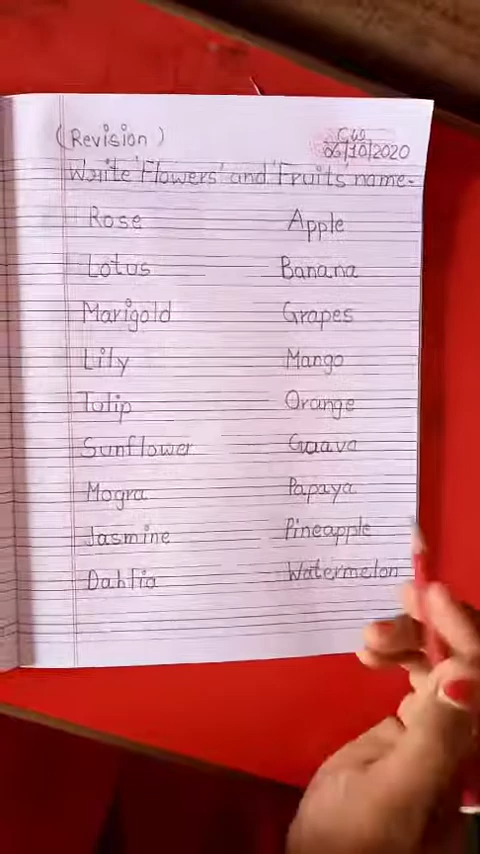 (Revision) C.W
06/10/2020
Write 'Flowers' and 'Fruits name-
Rose Apple
Lotus Banana
Marigold Grapes
Lily Mango
Tulip Orange
Sunflower Guava
Mogra Papaya
Jasmine Pineapple
Dahlia Watermelon